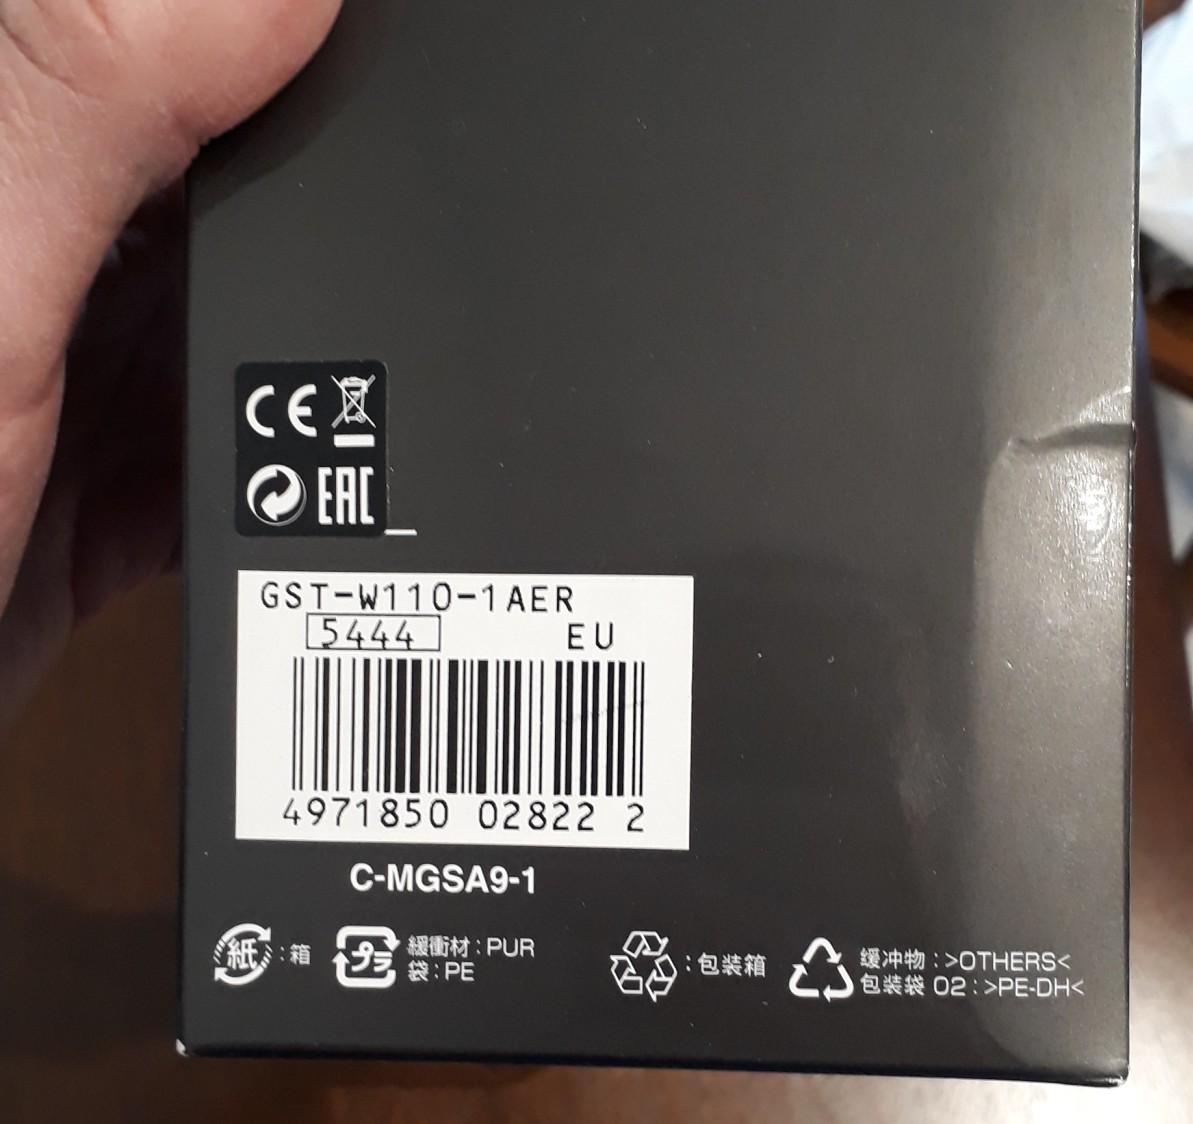 CE
EAC
GST-W110-1AER
5444
EU
4971850 02822 2
C-MGSA9-1
紙:箱
プラ 緩衝材:PUR
袋:PE
:包装箱
缓冲物:>OTHERS<
包装袋 02:>PE-DH<